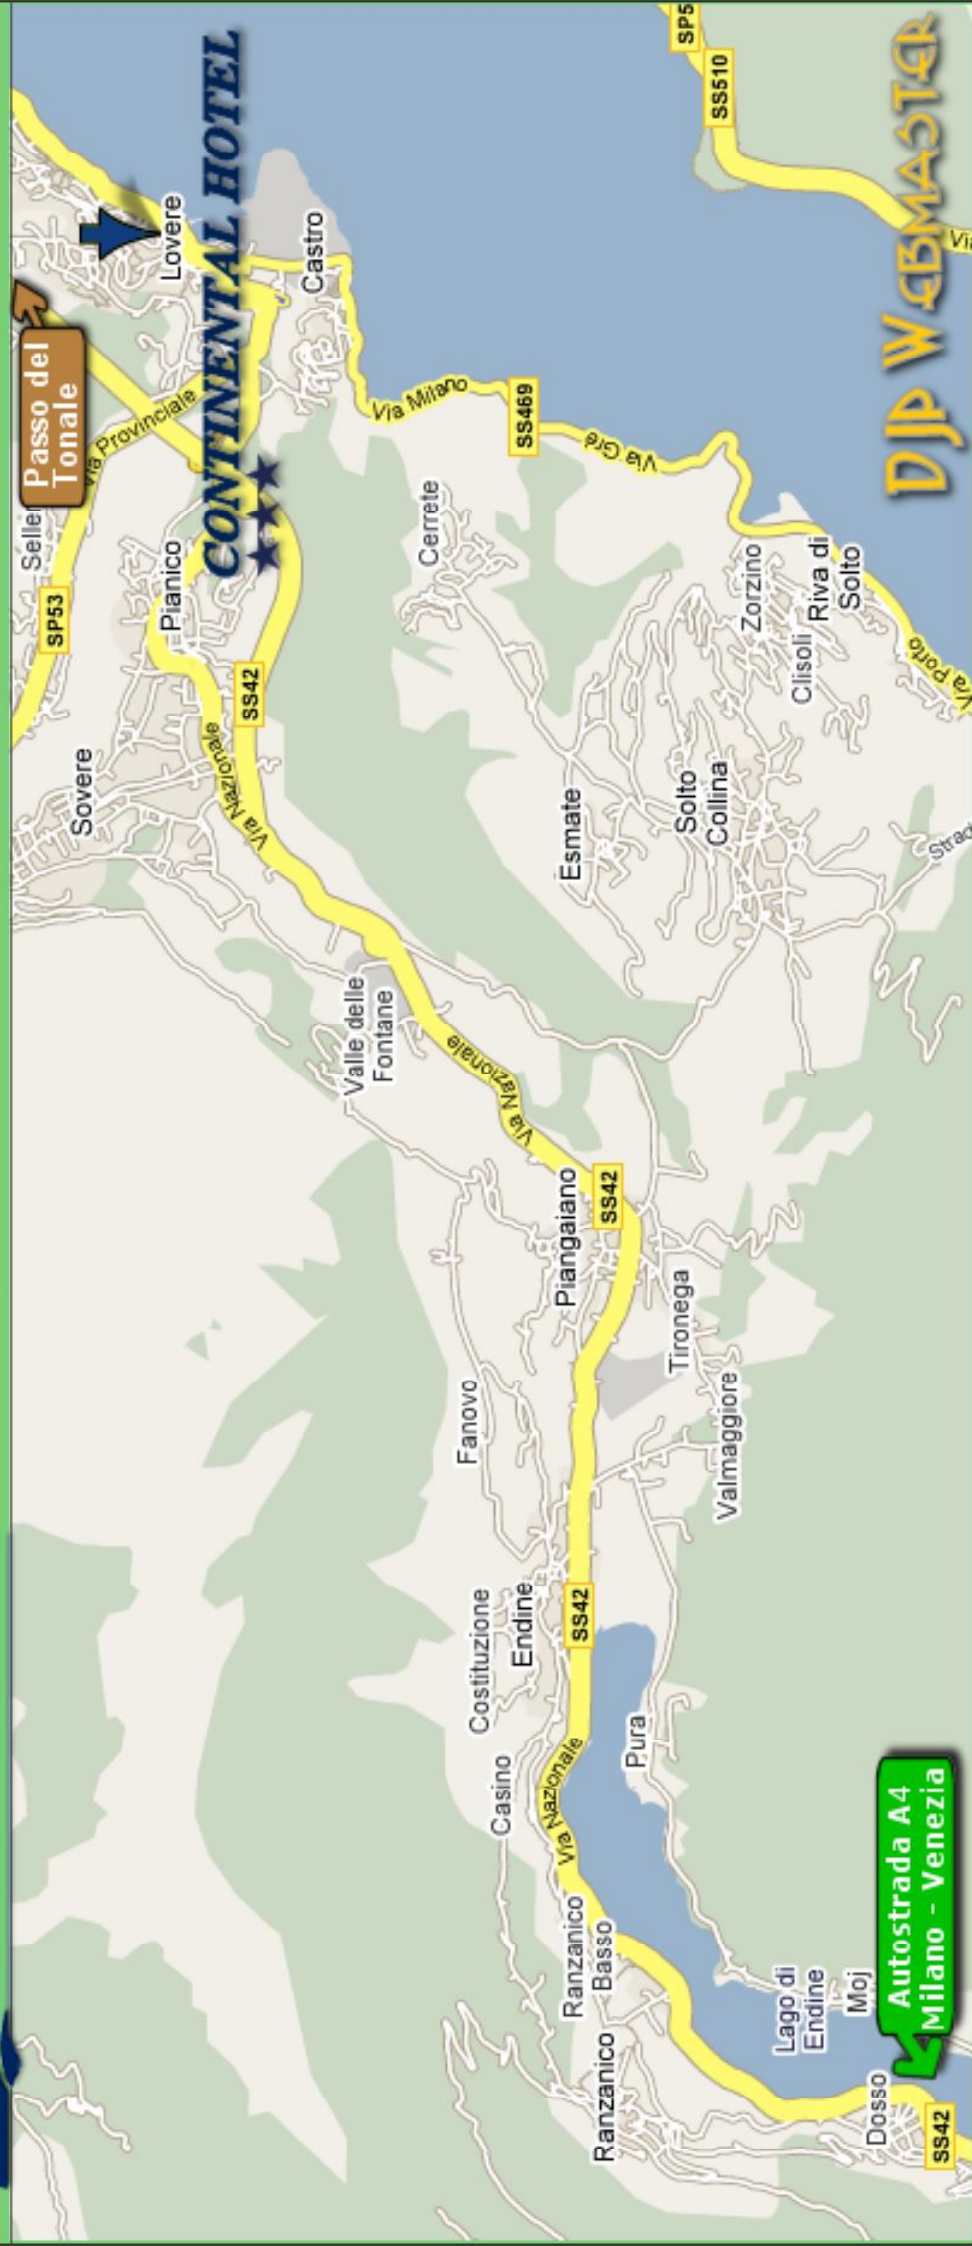 Passo del
Tonale
Seller
SP53
Sovere
Via Provinciale
Pianico
Lovere
CONTINENTAL HOTEL
SS42
Via Nazionale
Castro
Valle delle
Fontane
Via Milano
Cerrete
Fanovo
Via Nazionale
Costituzione
Casino
Endine
SS469
Piangaiano
Via Nazionale
SS42
SS42
Esmate
Ranzanico
Basso
Ranzanico
Via Gré
Pura
Tironega
Solto
Collina
SP5
SS510
Valmaggiore
Zorzino
Lago di
Endine
Clisoli
Riva di
Solto
Moj
Dosso
Autostrada A4
Milano - Venezia
DJP WEBMASTER
SS42
Strad
Via Porto
Via